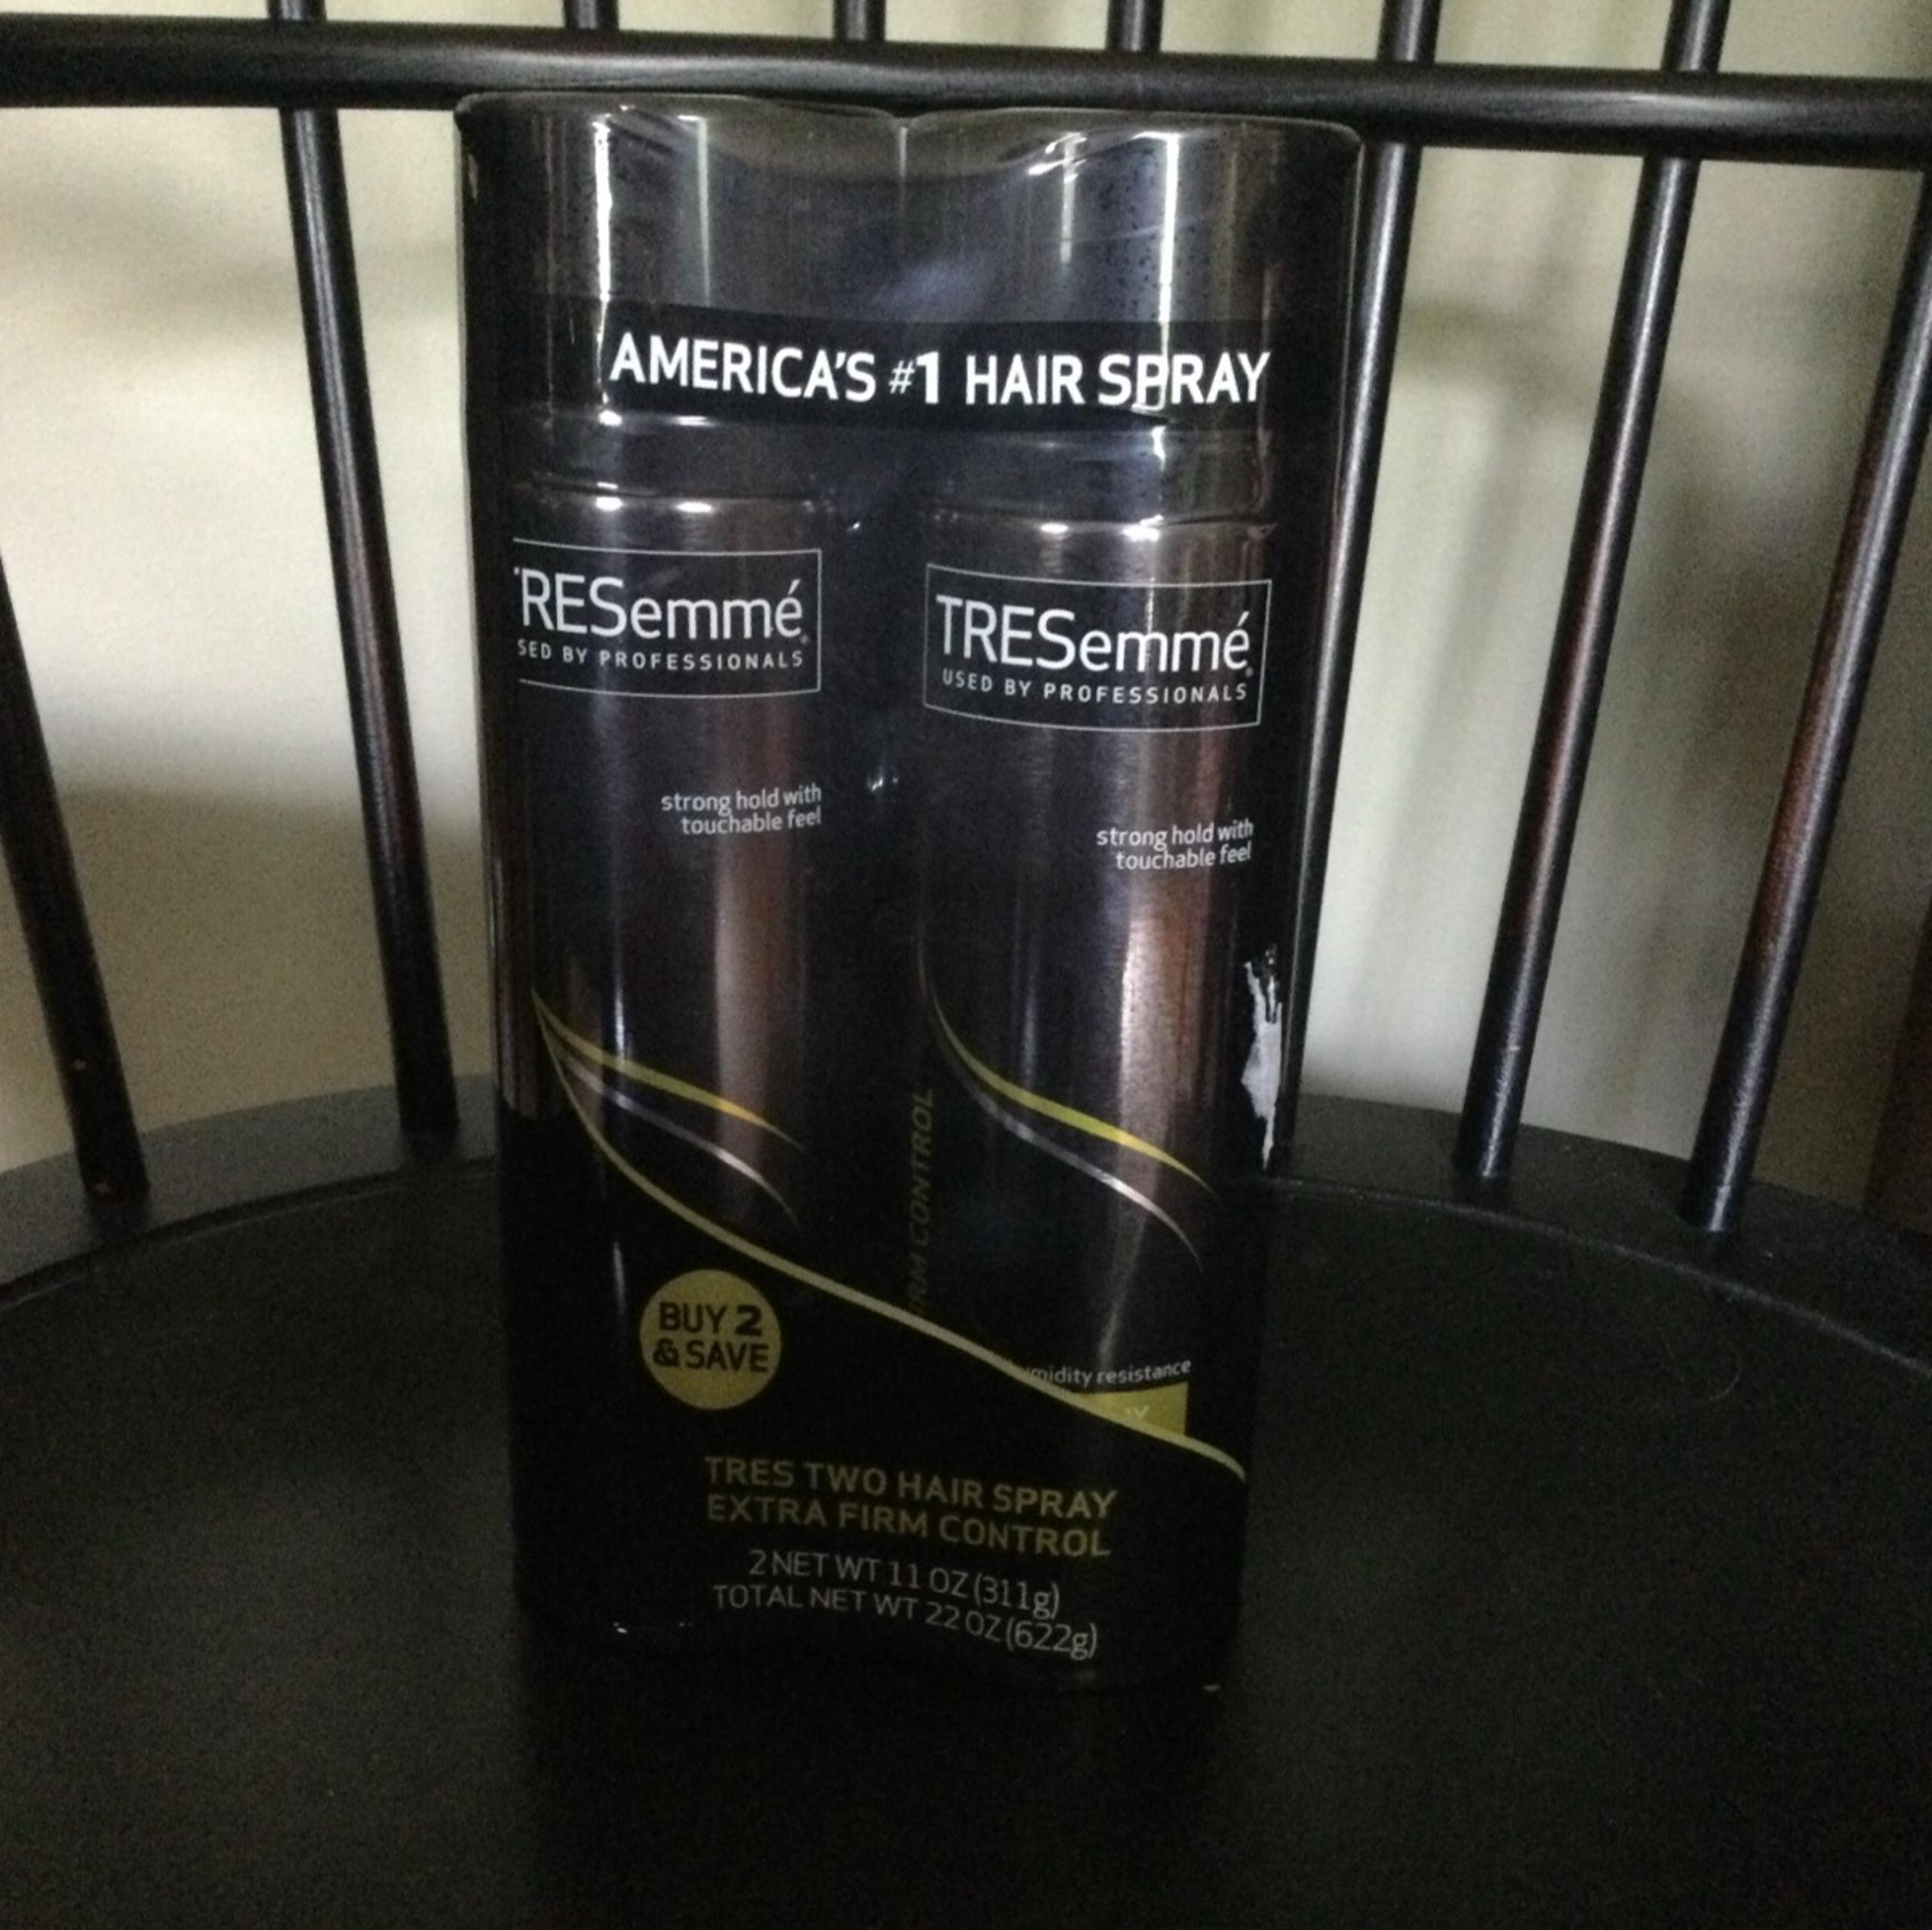 AMERICA'S #1 HAIR SPRAY
RESemmé
SED BY PROFESSIONALS
strong hold with
touchable feel
TRESemmé
USED BY PROFESSIONALS
strong hold with
touchable feel
CONTROL
resistance
BUY 2
& SAVE
TRES TWO HAIR SPRAY
EXTRA FIRM CONTROL
2 NET WT 11 OZ (311g)
TOTAL NET WT 22 OZ (622g)